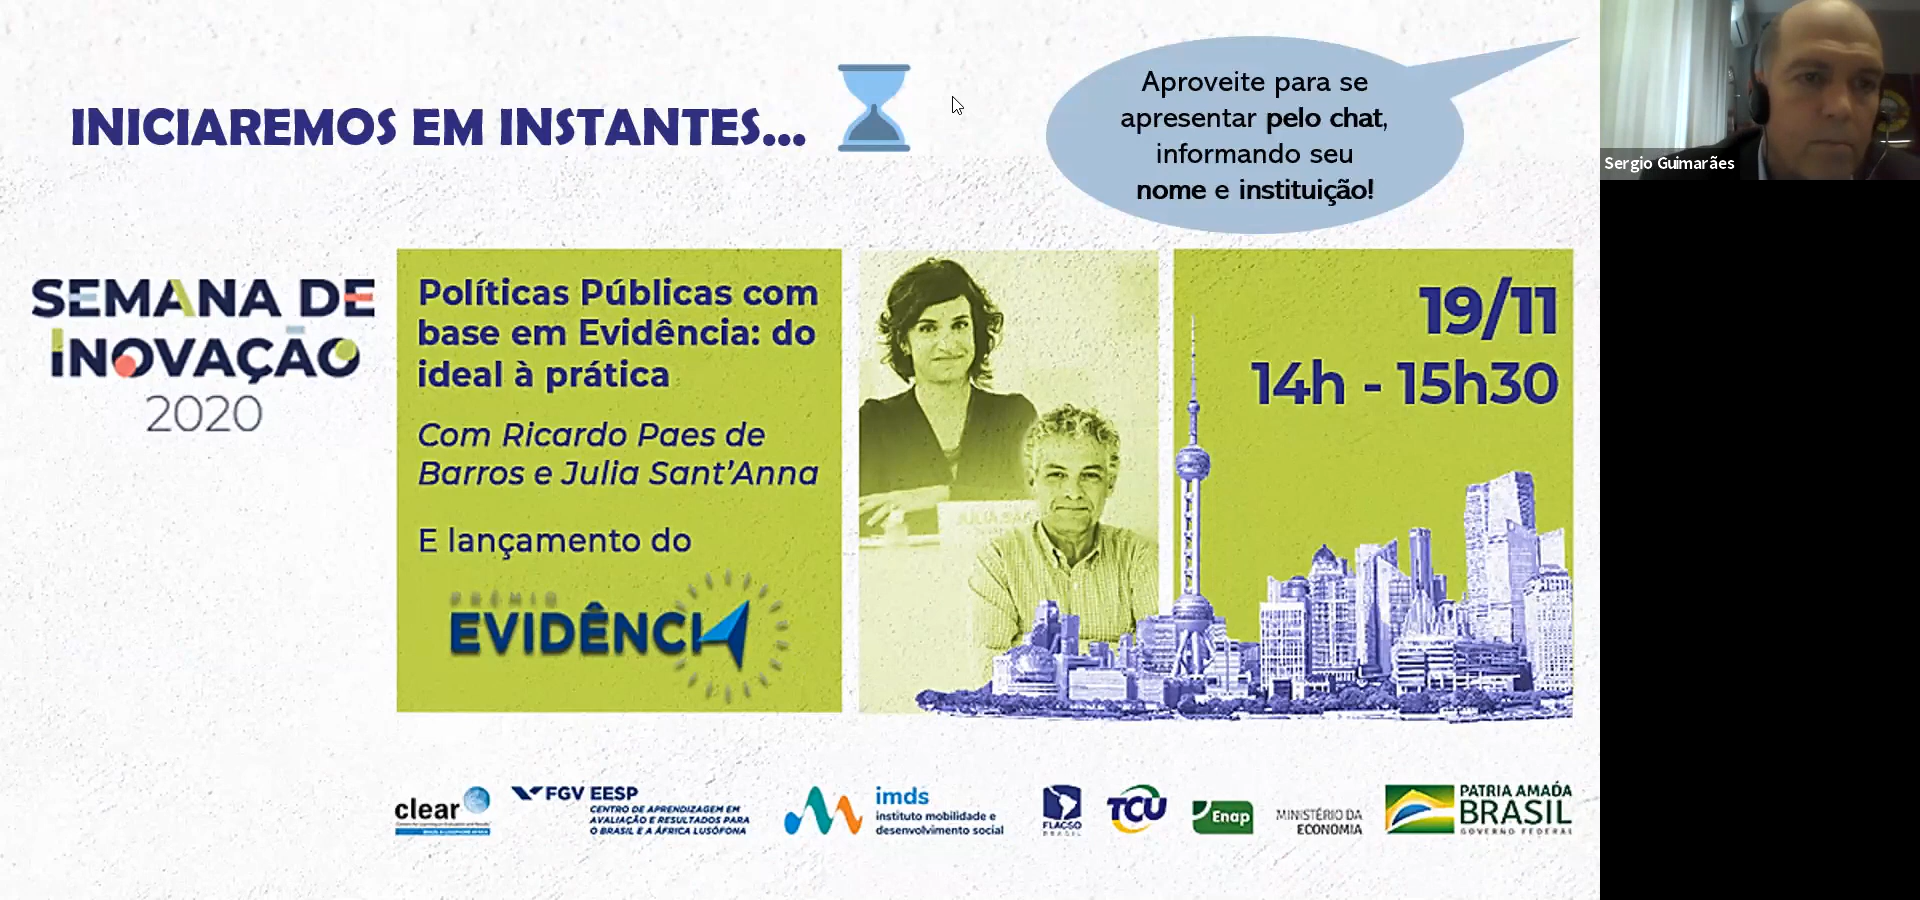 INICIAREMOS EM INSTANTES...
Aproveite para se
apresentar pelo chat,
informando seu
nome e instituição!
Sergio Guimarães
SEMANA DE
INOVAÇÃO
2020
Políticas Públicas com
base em Evidência: do
ideal à prática
Com Ricardo Paes de
Barros e Julia Sant'Anna
E lançamento do
PRÊMIO
EVIDÊNCIA
19/11
14h - 15h30
clear
FGV EESP
CENTRO DE APRENDIZAGEM EM
AVALIAÇÃO E RESULTADOS PARA
O BRASIL E A ÁFRICA LUSÓFONA
imds
instituto mobilidade e
desenvolvimento social
FLACSO
BRASIL
TCU
Enap
MINISTÉRIO DA
ECONOMIA
PÁTRIA AMADA
BRASIL
GOVERNO FEDERAL